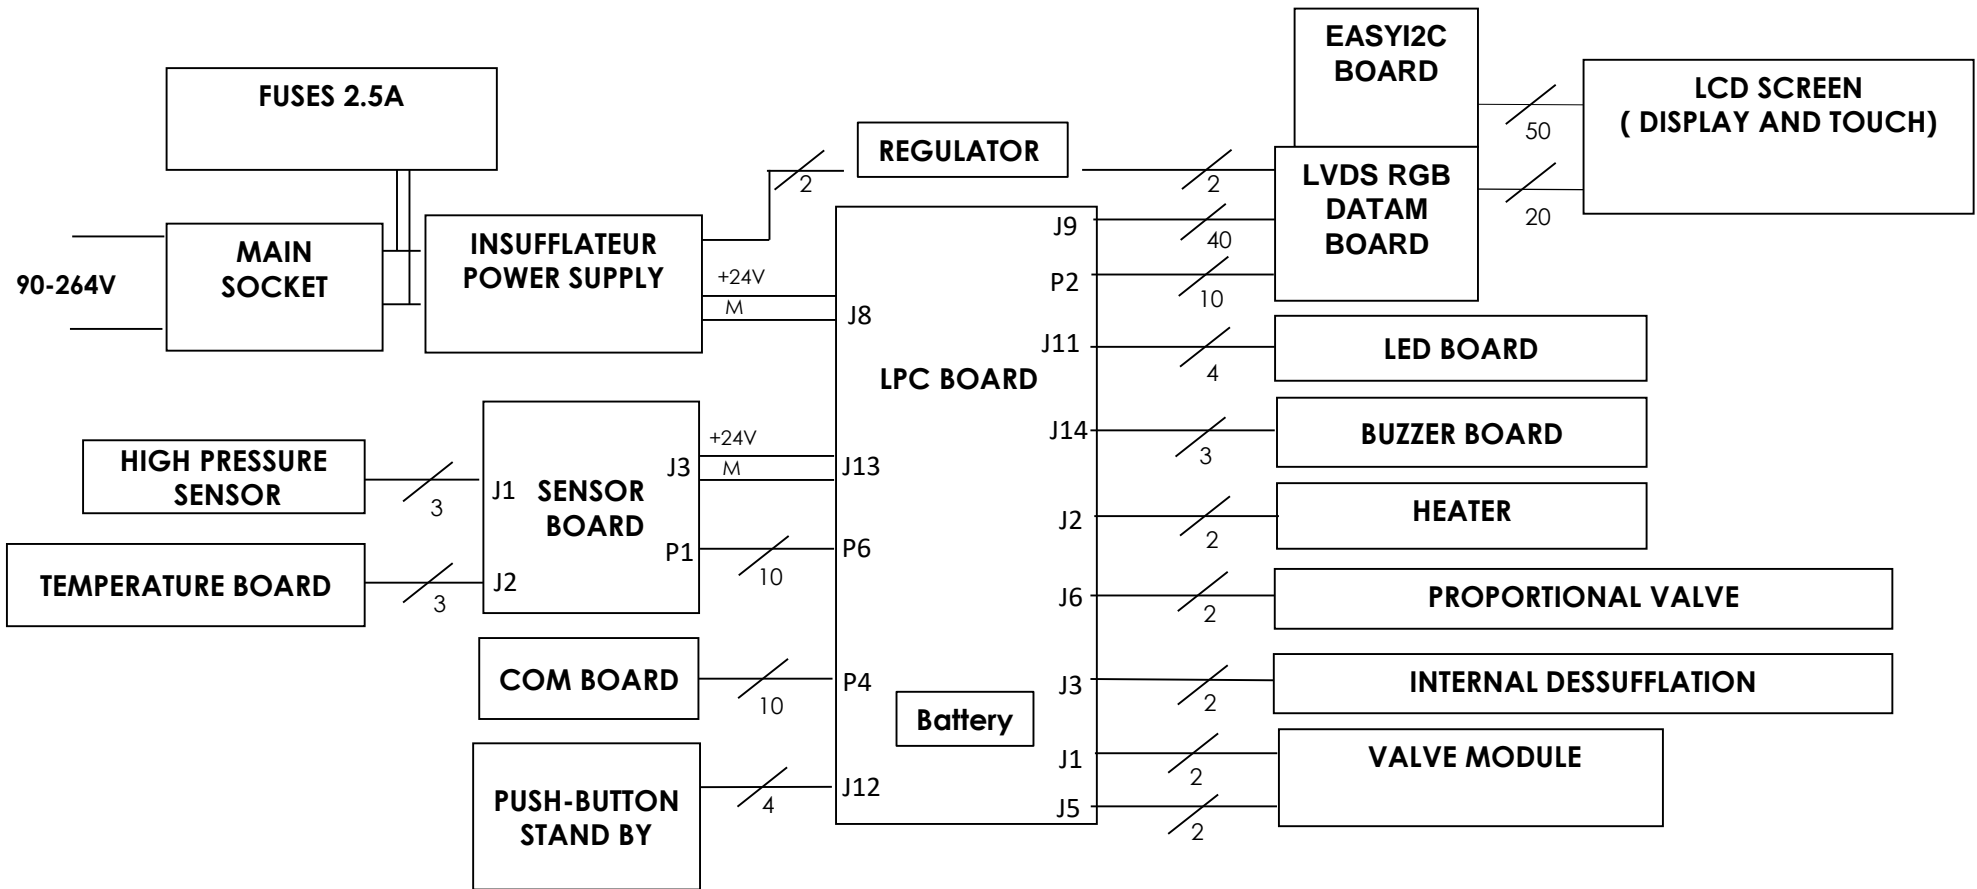 FUSES 2.5A
MAIN
SOCKET
90-264V
INSUFFLATEUR
POWER SUPPLY
+24V
M
2
REGULATOR
2
EASYI2C
BOARD
LVDS RGB
DATAM
BOARD
50
20
LCD SCREEN
( DISPLAY AND TOUCH)
LPC BOARD
Battery
J8
J13
P6
P4
J12
J9
40
P2
10
J11
4
LED BOARD
J14
3
BUZZER BOARD
J2
2
HEATER
J6
2
PROPORTIONAL VALVE
J3
2
INTERNAL DESSUFFLATION
J1
2
J5
2
VALVE MODULE
HIGH PRESSURE
SENSOR
3
TEMPERATURE BOARD
3
J1
J2
SENSOR
BOARD
J3
P1
+24V
M
10
COM BOARD
10
PUSH-BUTTON
STAND BY
4